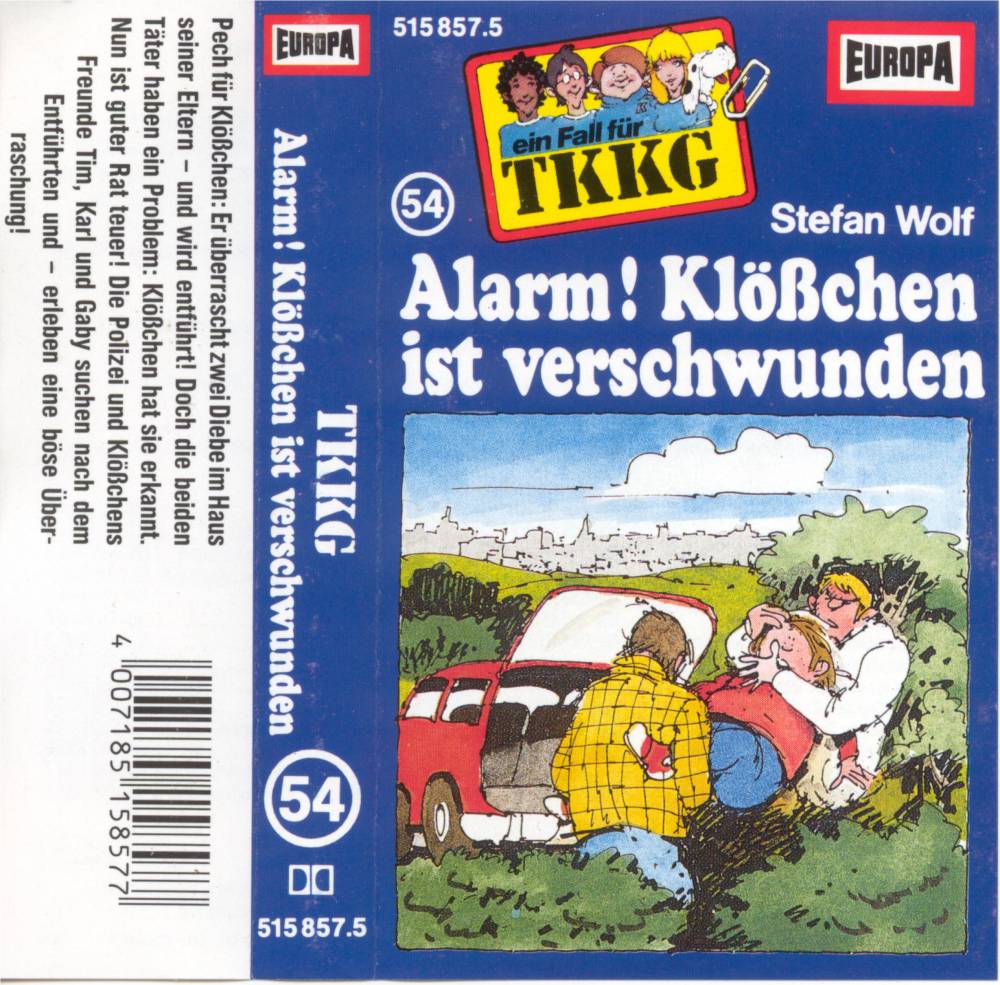 Pech für Klößchen: Er überrascht zwei Diebe im Haus
seiner Eltern – und wird entführt! Doch die beiden
Täter haben ein Problem: Klößchen hat sie erkannt.
Nun ist guter Rat teuer! Die Polizei und Klößchens
Freunde Tim, Karl und Gaby suchen nach dem
Entführten und – erleben eine böse Über-
raschung!
4 007185 158577
EUROPA
TKKG
Alarm! Klößchen ist verschwunden
54
515 857.5
515 857.5
ein Fall für
TKKG
EUROPA
54
Stefan Wolf
Alarm! Klößchen
ist verschwunden